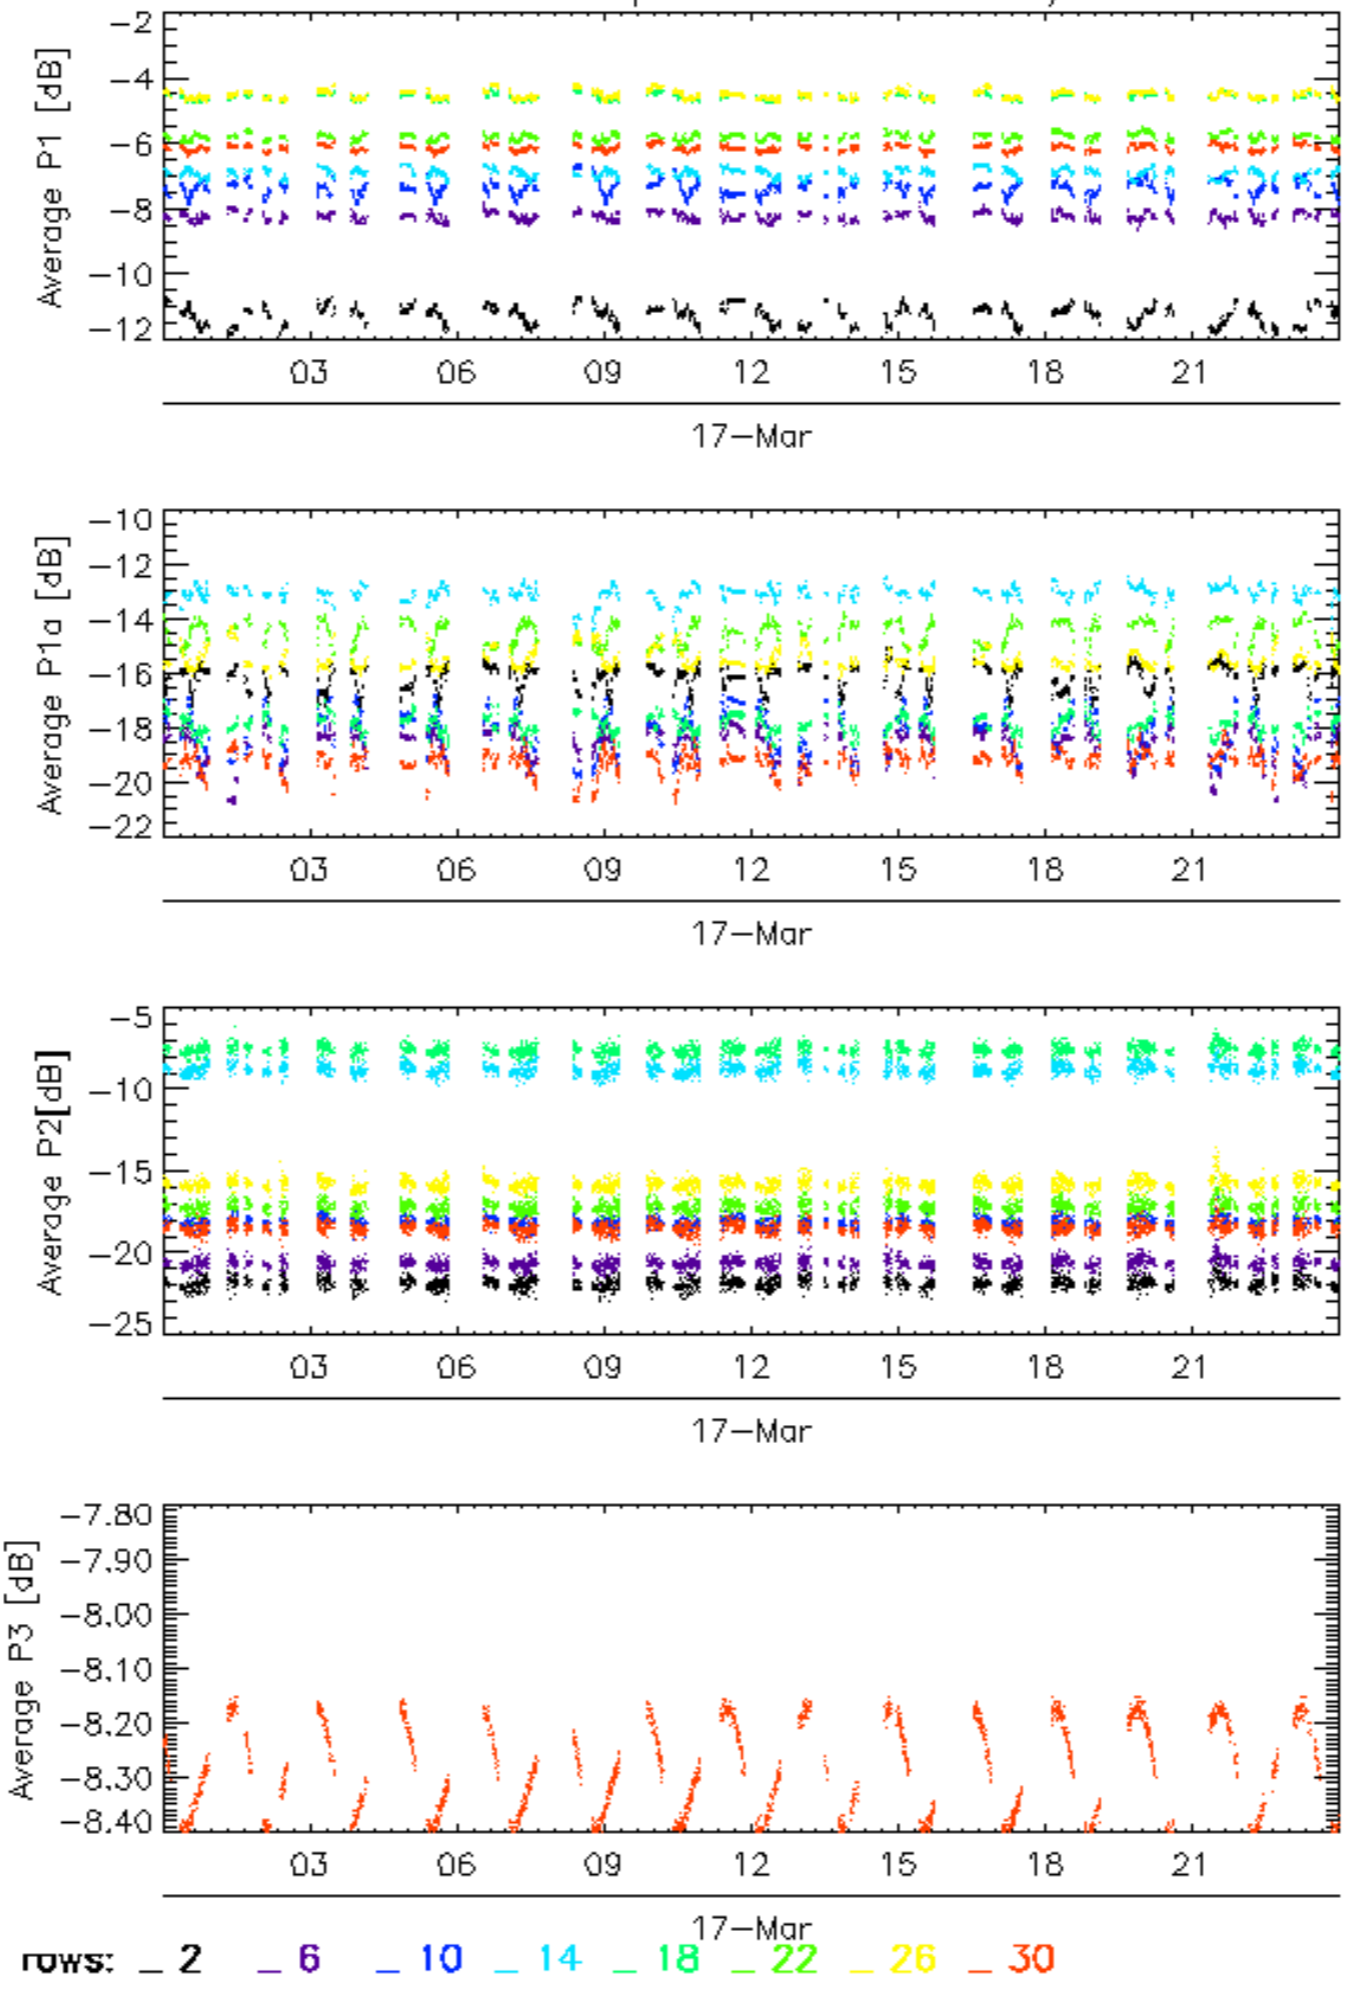 Average P1 [dB]
-2
-4
-6
-8
-10
-12
03 06 09 12 15 18 21
17-Mar
Average P1a [dB]
-10
-12
-14
-16
-18
-20
-22
03 06 09 12 15 18 21
17-Mar
Average P2[dB]
-5
-10
-15
-20
-25
03 06 09 12 15 18 21
17-Mar
Average P3 [dB]
-7.80
-7.90
-8.00
-8.10
-8.20
-8.30
-8.40
03 06 09 12 15 18 21
17-Mar
rows: _ 2 _ 6 _ 10 _ 14 _ 18 _ 22 _ 26 _ 30